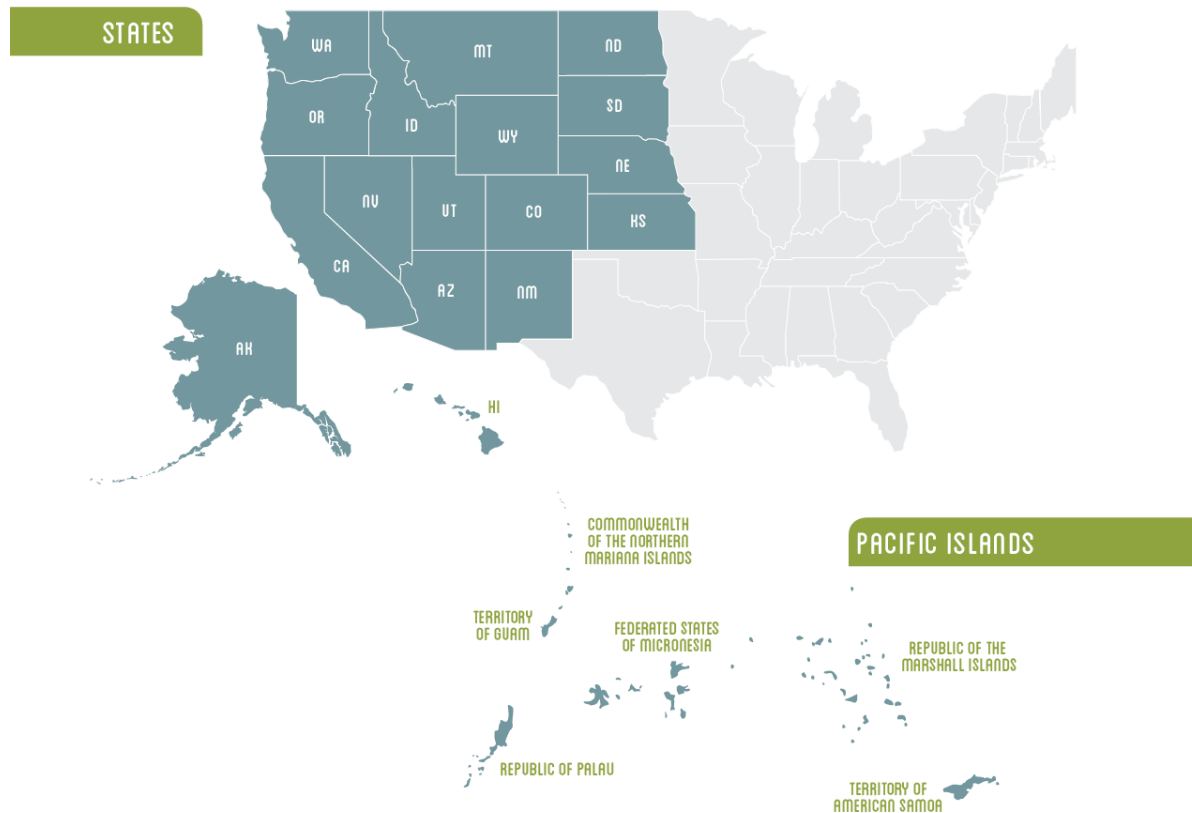 STATES
WA
MT
ND
OR
ID
WY
SD
NE
NV
UT
CO
KS
CA
AZ
NM
AK
HI
COMMONWEALTH
OF THE NORTHERN
MARIANA ISLANDS
PACIFIC ISLANDS
TERRITORY
OF GUAM
FEDERATED STATES
OF MICRONESIA
REPUBLIC OF THE
MARSHALL ISLANDS
REPUBLIC OF PALAU
TERRITORY OF
AMERICAN SAMOA